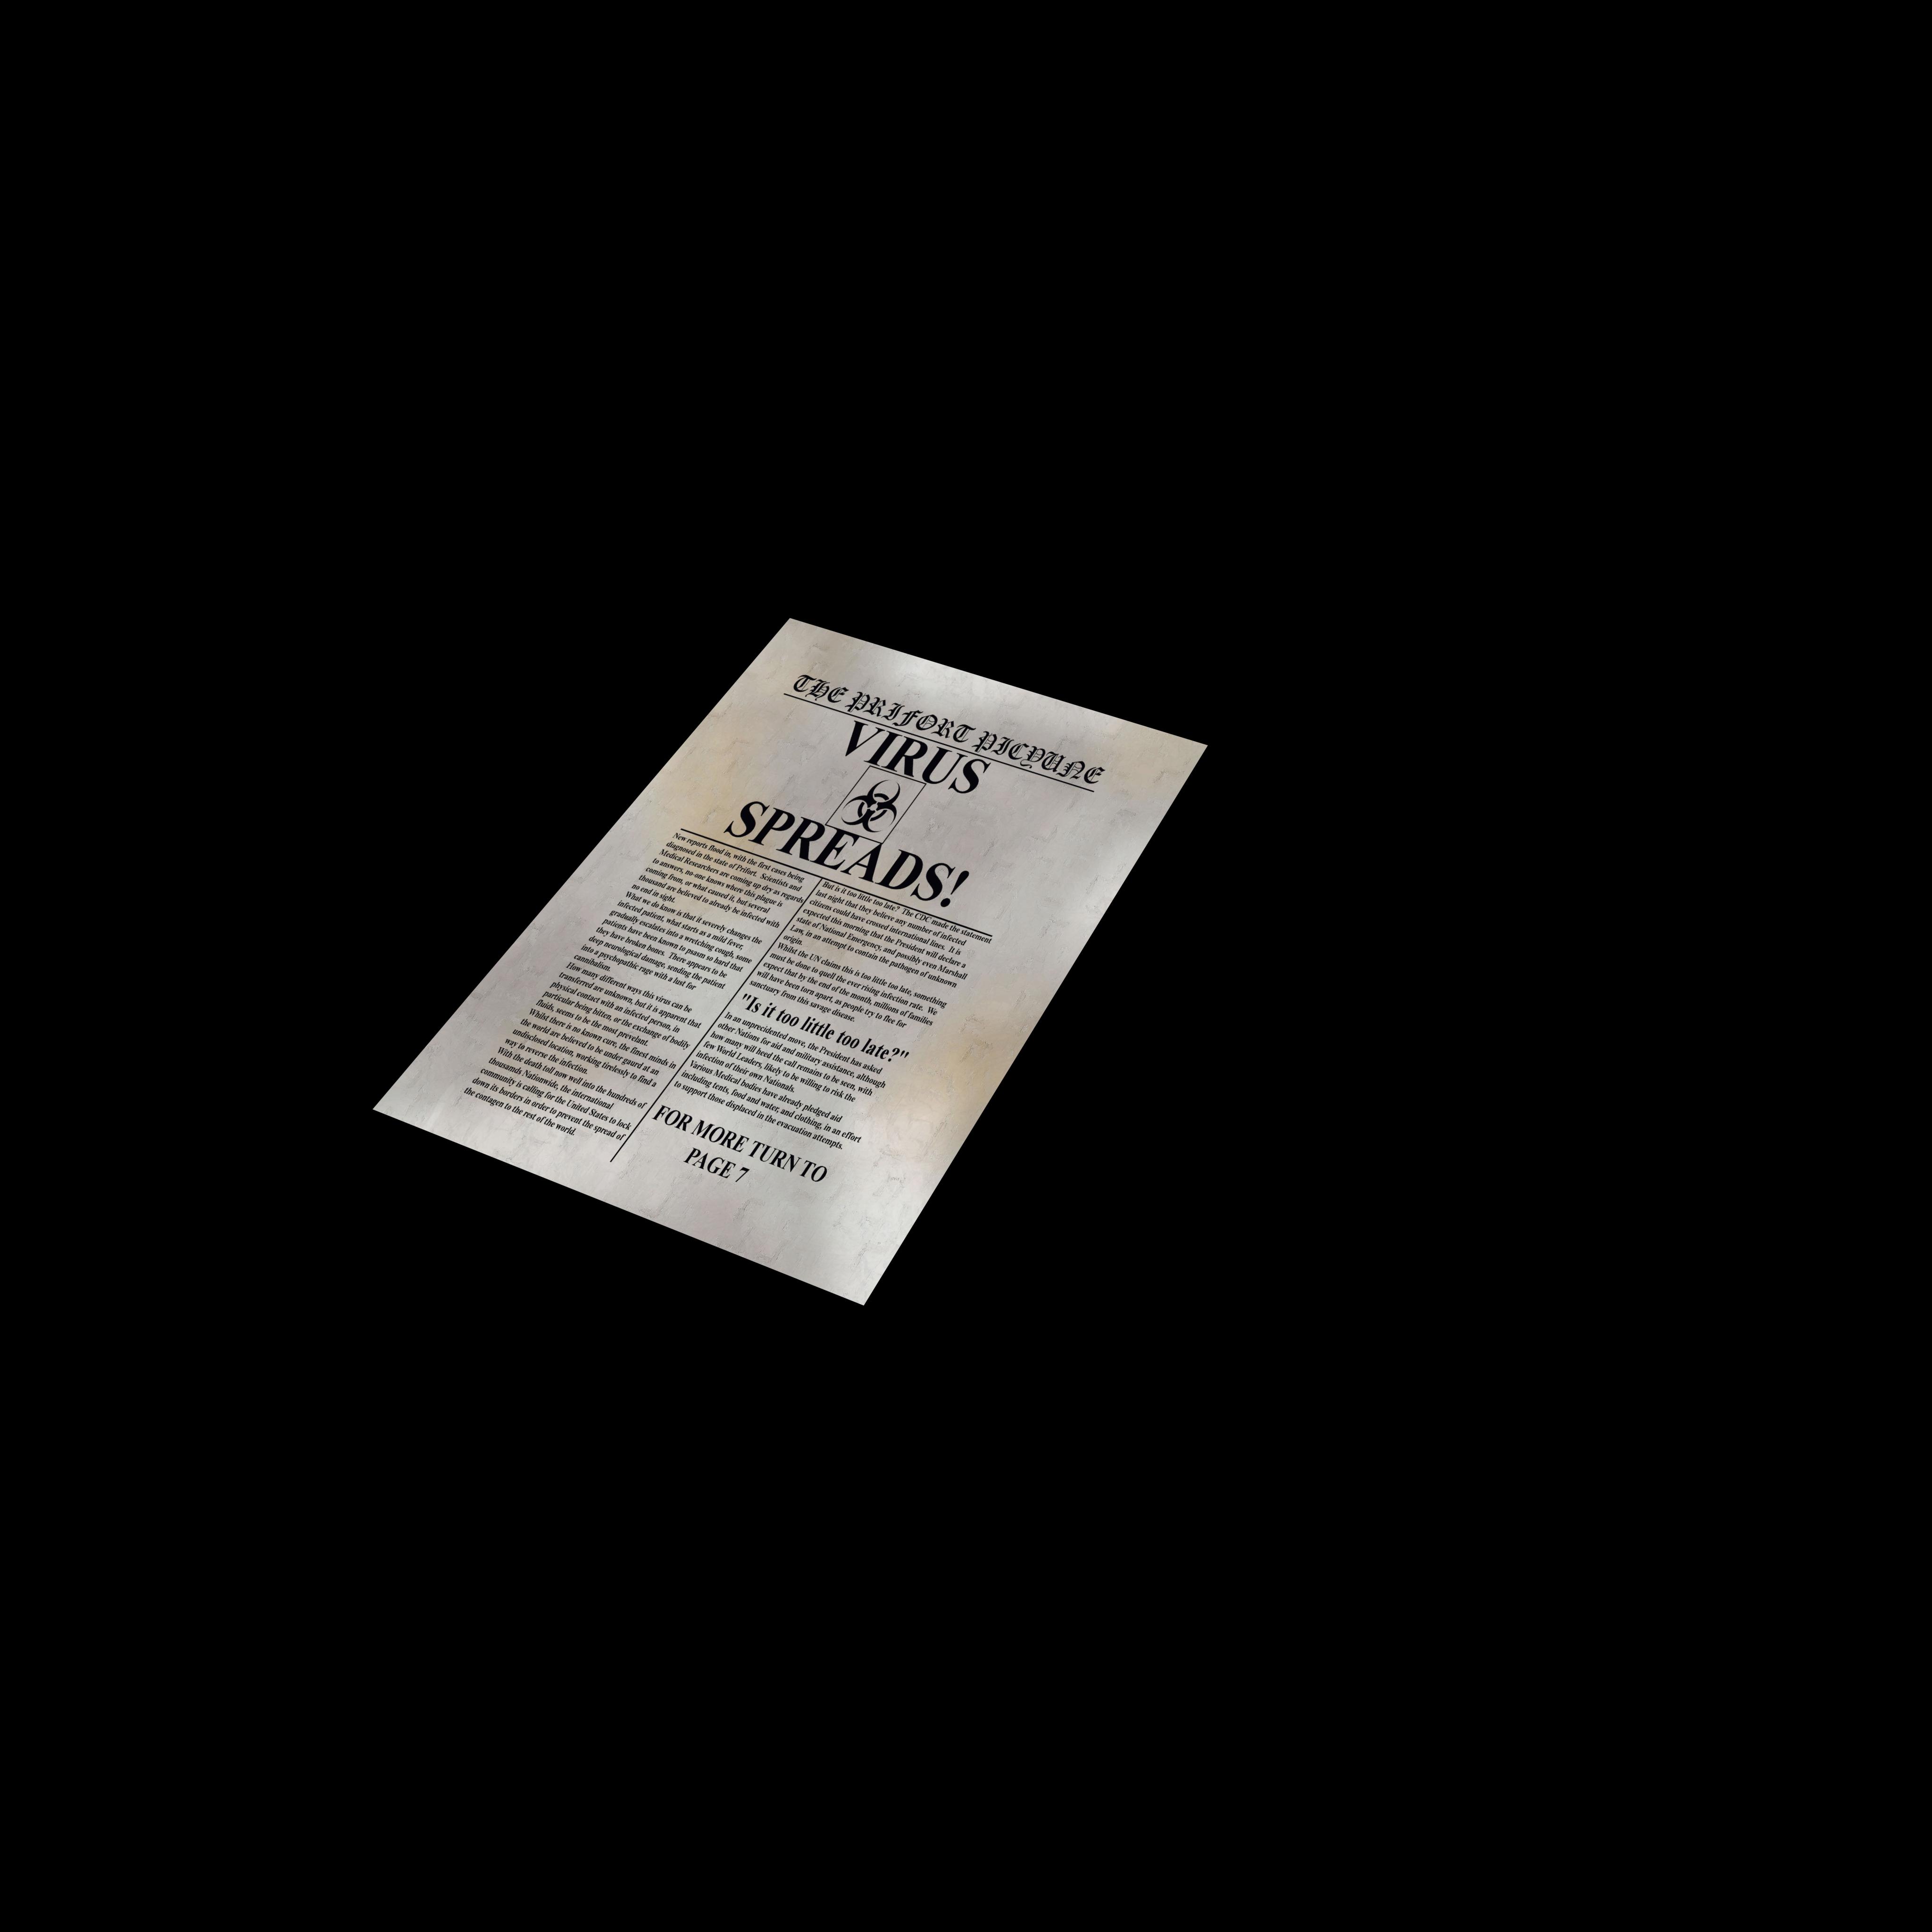 THE PRIFORT PICYUNE
VIRUS
SPREADS!
New reports flood in, with the first cases being
diagnosed in the state of Prifort. Scientists and
Medical Researchers are coming up dry as regards
to answers, no-one knows where this plague is
coming from, or what caused it, but several
thousand are believed to already be infected with
no end in sight.
What we do know is that it severely changes the
infected patient, what starts as a mild fever,
gradually escalates into a wretching cough, some
patients have been known to psasm so hard that
they have broken bones. There appears to be
deep neurological damage, sending the patient
into a psychopathic rage with a lust for
cannibalism.
How many different ways this virus can be
transferred are unknown, but it is apparent that
physical contact with an infected person, in
particular being bitten, or the exchange of bodily
fluids, seems to be the most prevelant.
Whilst there is no known cure, the finest minds in
the world are believed to be under gaurd at an
undisclosed location, working tirelessly to find a
way to reverse the infection.
With the death toll now well into the hundreds of
thousands Nationwide, the international
community is calling for the United States to lock
down its borders in order to prevent the spread of
the contagen to the rest of the world.
But is it too little too late? The CDC made the statement
last night that they believe any number of infected
citizens could have crossed international lines. It is
expected this morning that the President will declare a
state of National Emergency, and possibly even Marshall
Law, in an attempt to contain the pathogen of unknown
origin.
Whilst the UN claims this is too little too late, something
must be done to quell the ever rising infection rate. We
expect that by the end of the month, millions of families
will have been torn apart, as people try to flee for
sanctuary from this savage disease.
"Is it too little too late?"
In an unprecidented move, the President has asked
other Nations for aid and military assistance, although
how many will heed the call remains to be seen, with
few World Leaders, likely to be willing to risk the
infection of their own Nationals.
Various Medical bodies have already pledged aid
including tents, food and water, and clothing, in an effort
to support those displaced in the evacuation attempts.
FOR MORE TURN TO
PAGE 7